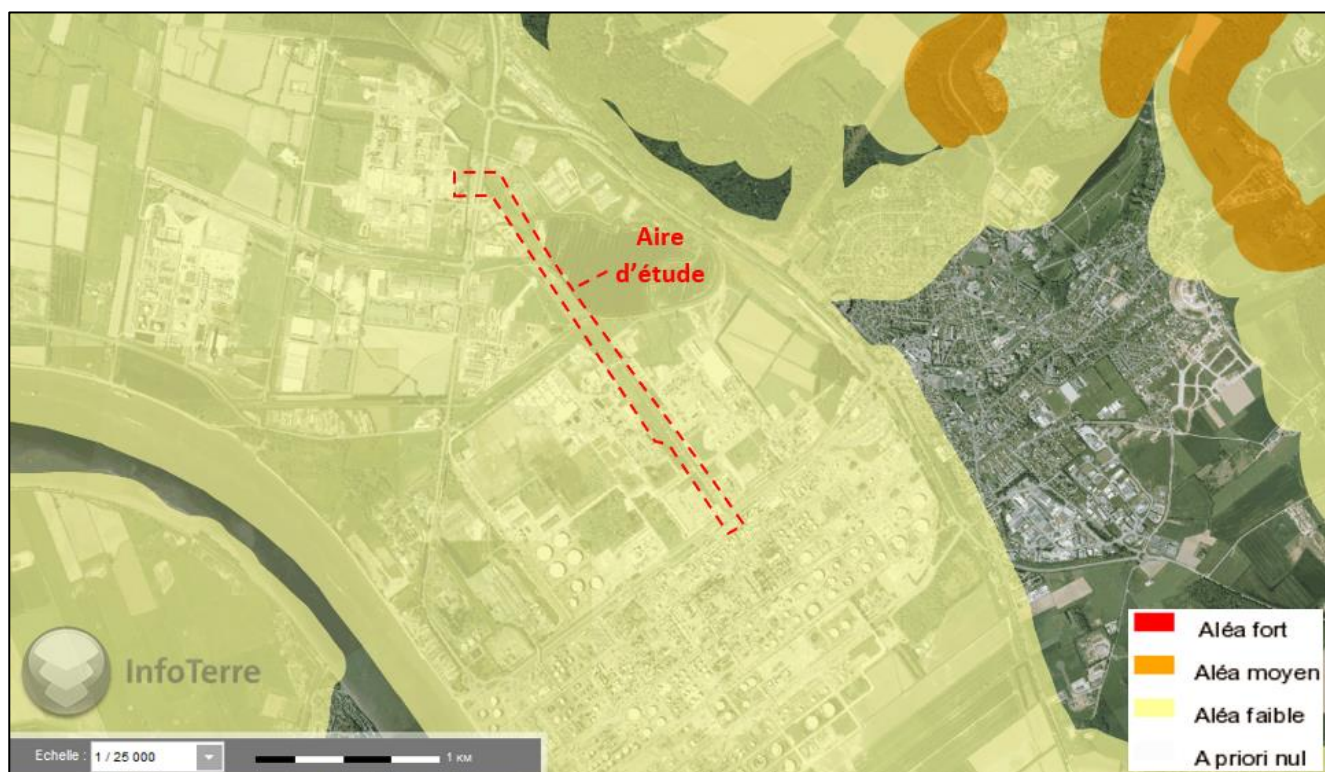 Aire
d'étude
InfoTerre
Echelle : 1 / 25 000
1 KM
Aléa fort
Aléa moyen
Aléa faible
A priori nul